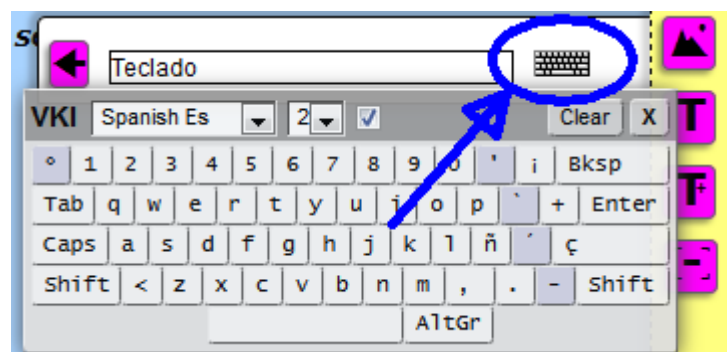 Teclado
VKI Spanish Es 2 Clear X
º 1 2 3 4 5 6 7 8 9 0 ' ¡ Bksp
Tab q w e r t y u i o p ` + Enter
Caps a s d f g h j k l ñ ´ ç
Shift < z x c v b n m , . - Shift
AltGr
T
T+